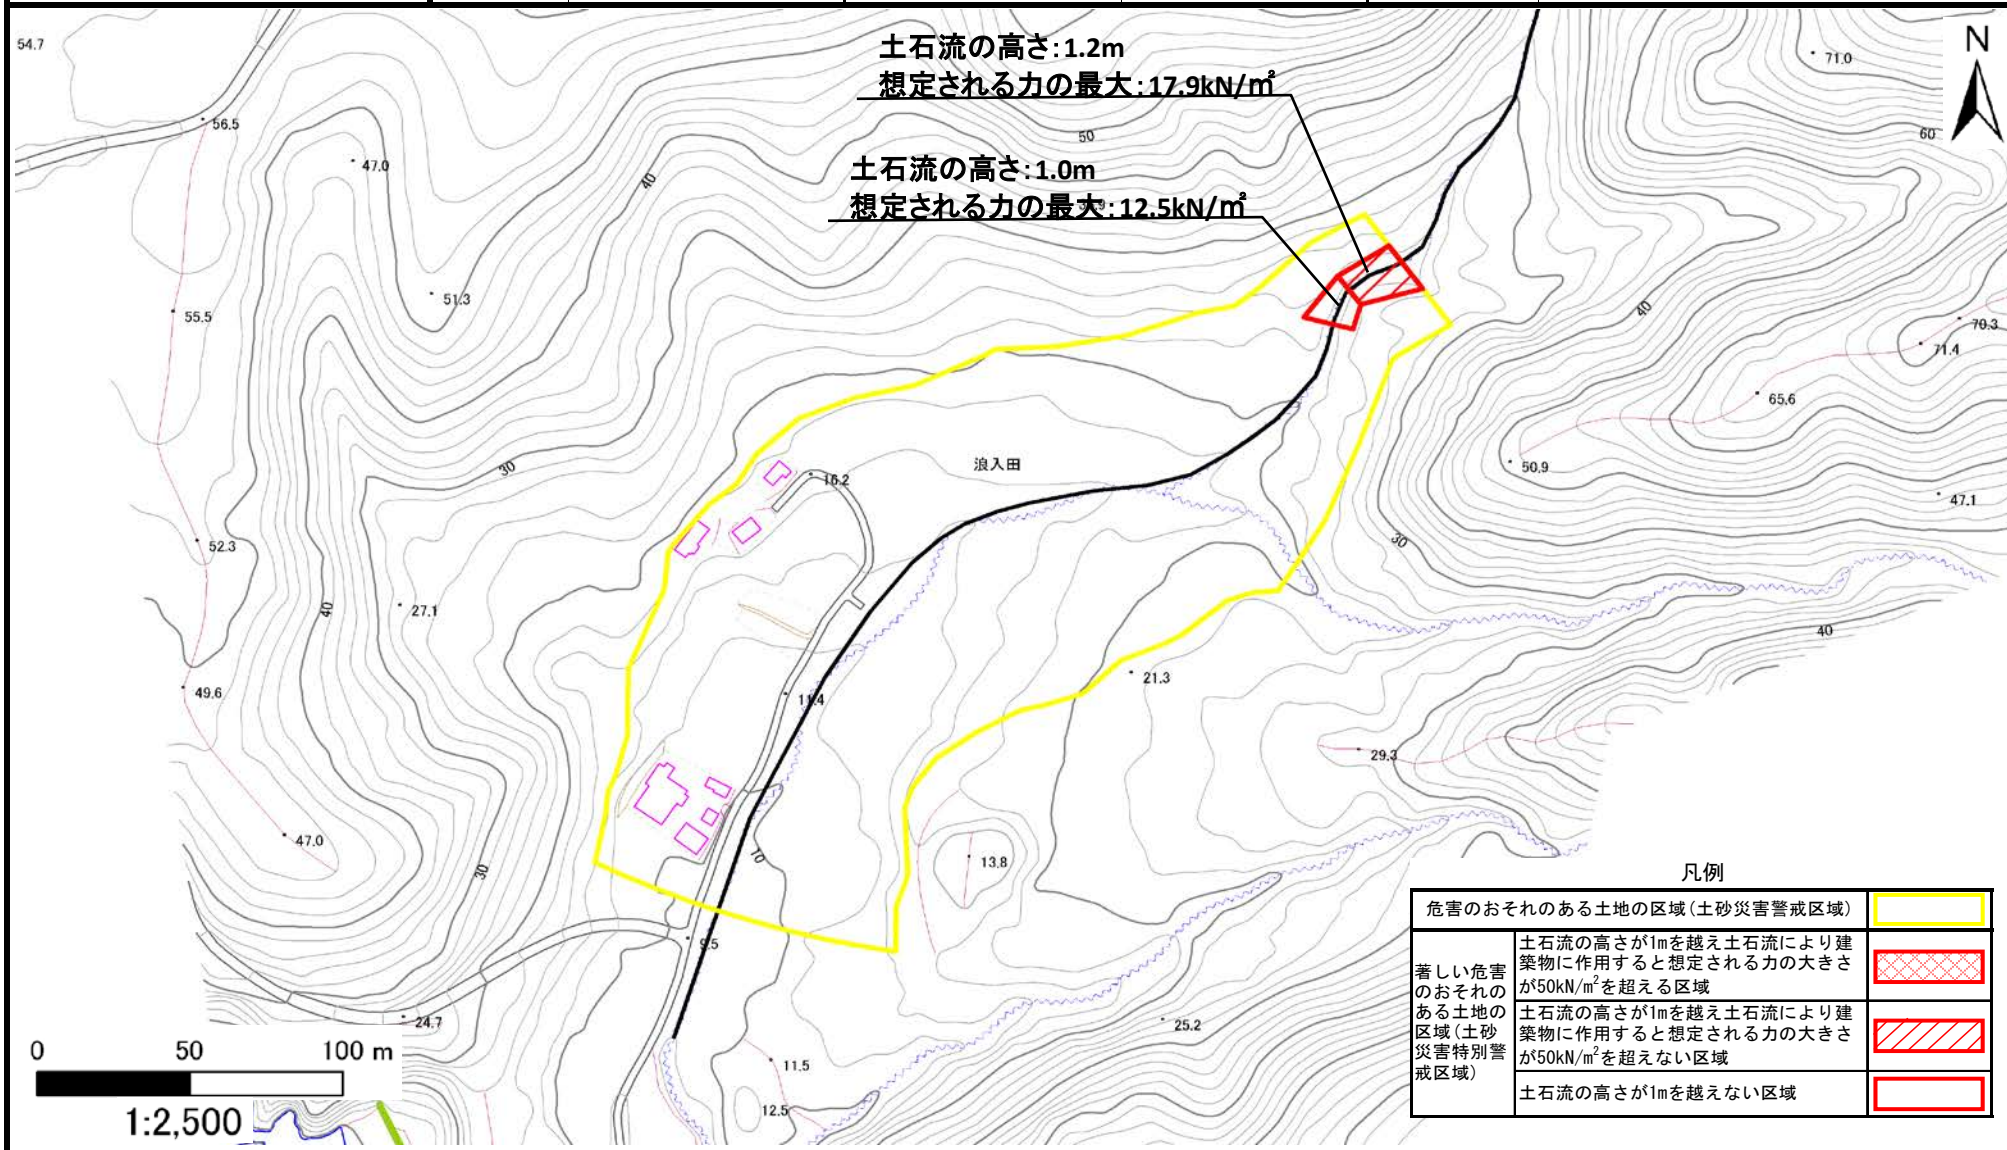 54.7
土石流の高さ:1.2m
想定される力の最大:17.9kN/㎡
N
71.0
56.5
50
60
47.0
40
土石流の高さ:1.0m
想定される力の最大:12.5kN/㎡
51.3
55.5
40
70.3
71.4
65.6
浪入田
30
16.2
50.9
47.1
52.3
30
40
27.1
40
21.3
49.6
11.4
29.3
47.0
10
13.8
30
9.5
24.7
25.2
11.5
12.5
凡例
危害のおそれのある土地の区域(土砂災害警戒区域)
著しい危害
のおそれの
ある土地の
区域(土砂
災害特別警
戒区域)
土石流の高さが1mを越え土石流により建
築物に作用すると想定される力の大きさ
が50kN/m²を超える区域
土石流の高さが1mを越え土石流により建
築物に作用すると想定される力の大きさ
が50kN/m²を超えない区域
土石流の高さが1mを越えない区域
0 50 100 m
1:2,500